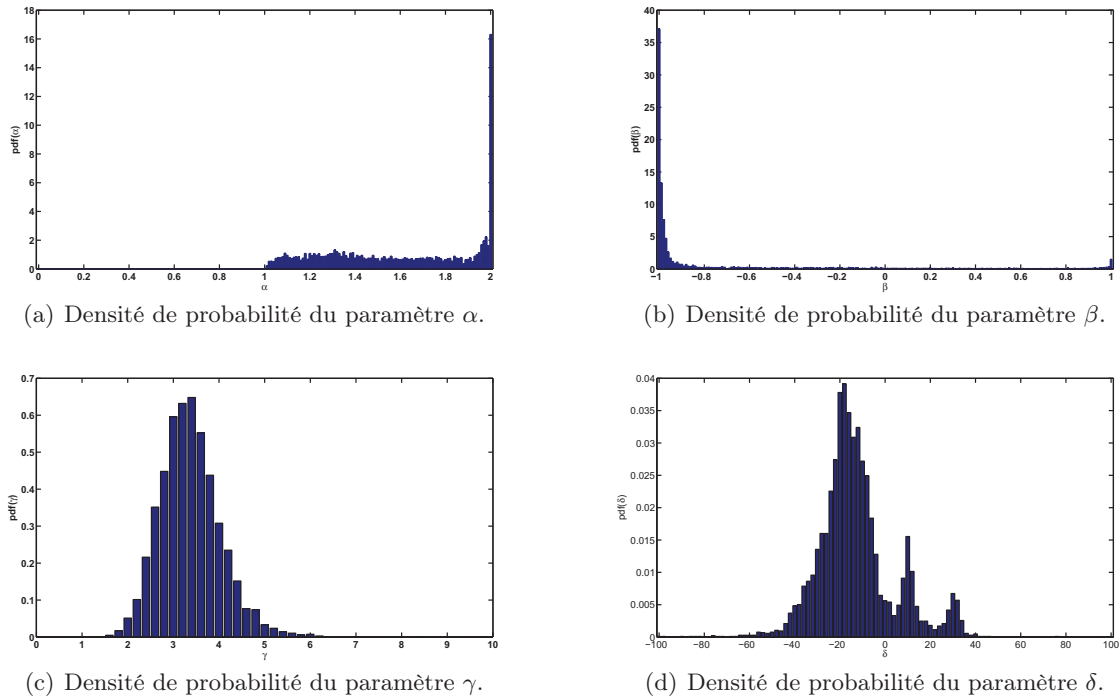 18
16
14
12
10
8
6
4
2
0
pdf(α)
0 0.2 0.4 0.6 0.8 1 1.2 1.4 1.6 1.8 2
α
(a) Densité de probabilité du paramètre α.
40
35
30
25
20
15
10
5
0
pdf(β)
−1 −0.8 −0.6 −0.4 −0.2 0 0.2 0.4 0.6 0.8 1
β
(b) Densité de probabilité du paramètre β.
0.7
0.6
0.5
0.4
0.3
0.2
0.1
0
pdf(γ)
0 1 2 3 4 5 6 7 8 9 10
γ
(c) Densité de probabilité du paramètre γ.
0.04
0.035
0.03
0.025
0.02
0.015
0.01
0.005
0
pdf(δ)
−100 −80 −60 −40 −20 0 20 40 60 80 100
δ
(d) Densité de probabilité du paramètre δ.